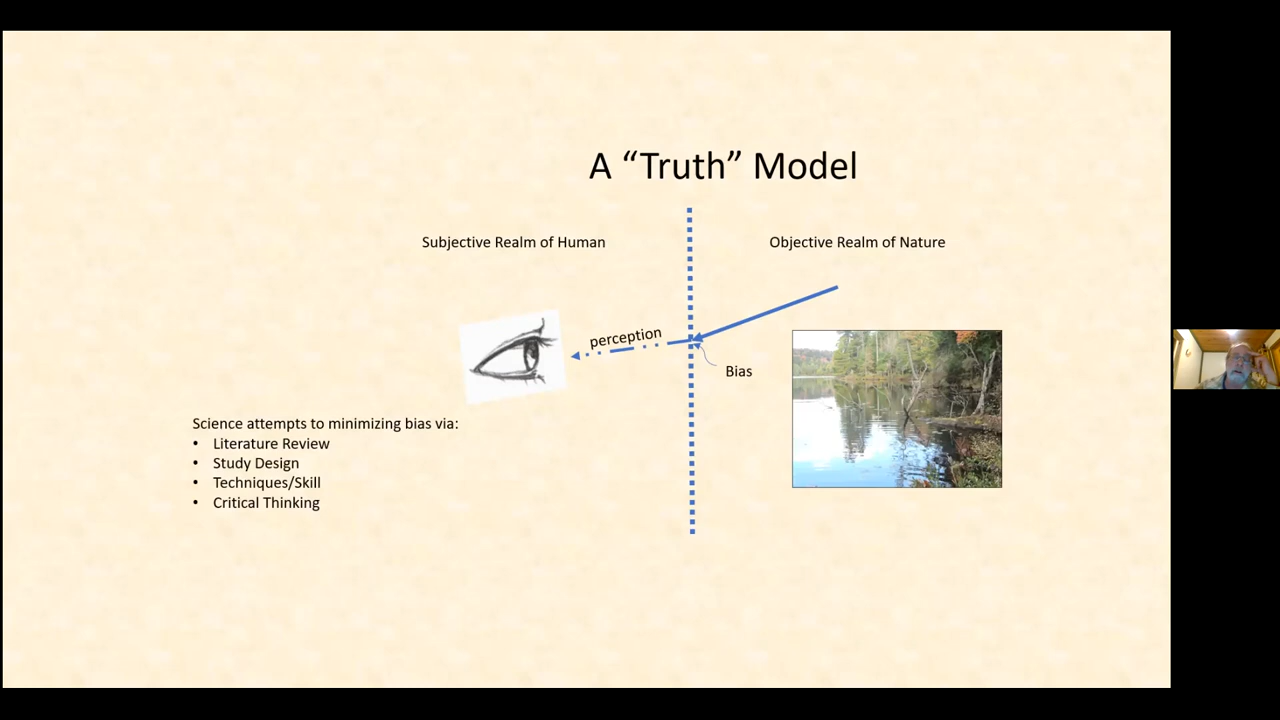 A “Truth” Model
Subjective Realm of Human
Objective Realm of Nature
perception
Bias
Science attempts to minimizing bias via:
• Literature Review
• Study Design
• Techniques/Skill
• Critical Thinking